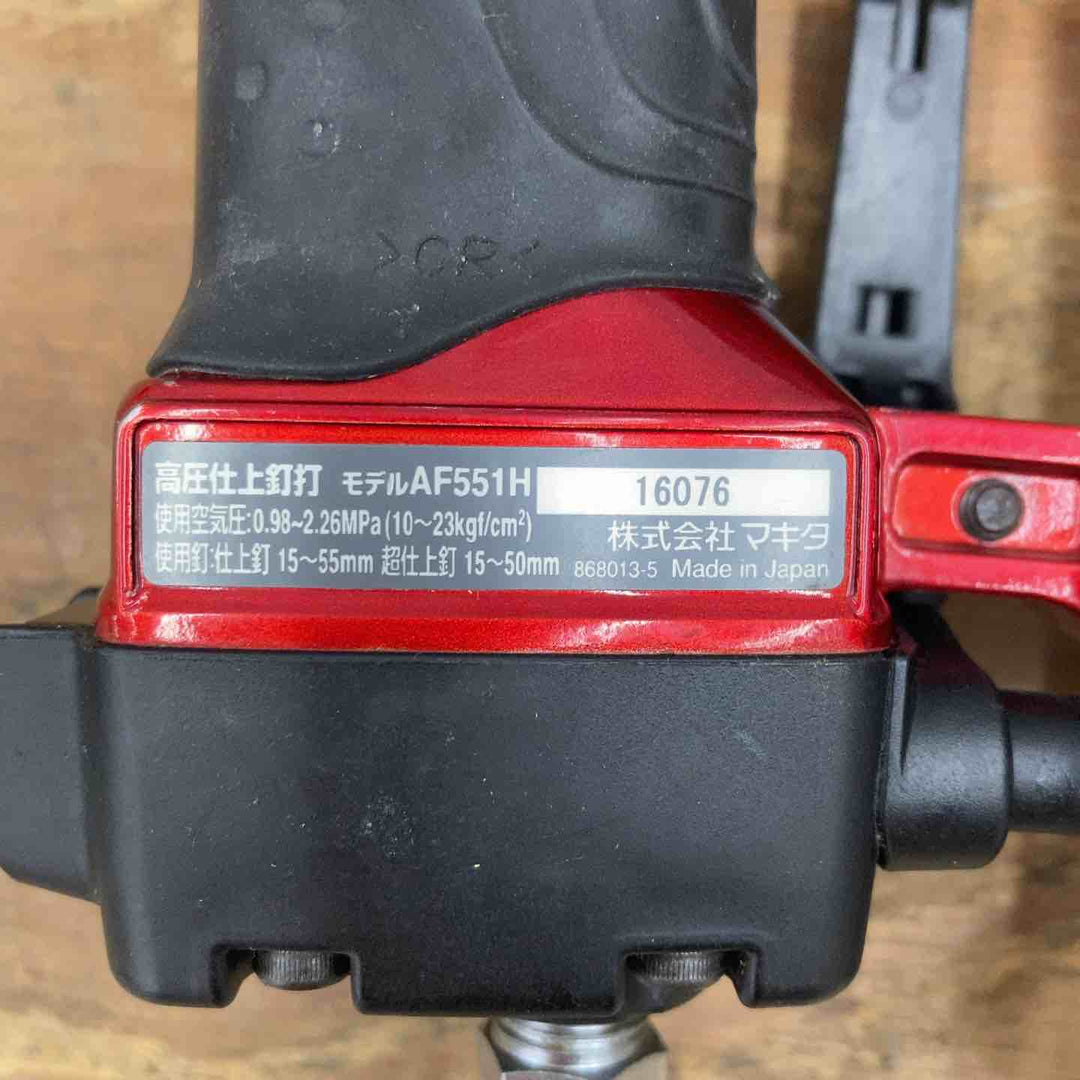 >CR<
高圧仕上釘打 モデルAF551H 16076
使用空気圧:0.98~2.26MPa(10〜23kgf/cm²) 株式会社マキタ
使用釘:仕上釘 15〜55mm 超仕上釘 15〜50mm 868013-5 Made in Japan